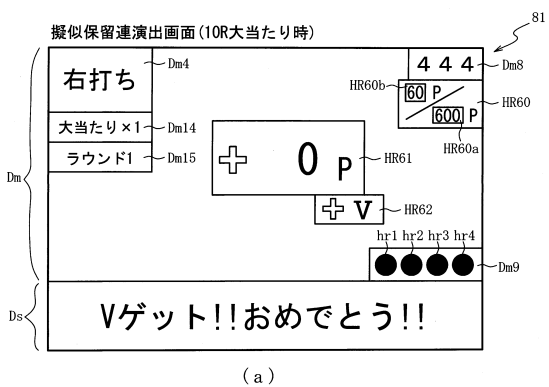 擬似保留連演出画面(10R大当たり時)
81
Dm4
右打ち
4 4 4
Dm8
HR60b
60 P
HR60
600 P
HR60a
大当たり×1
Dm14
ラウンド1
Dm15
Dm
+ 0 P
HR61
+ V
HR62
hr1 hr2 hr3 hr4
Dm9
Ds
Vゲット!!おめでとう!!
(a)